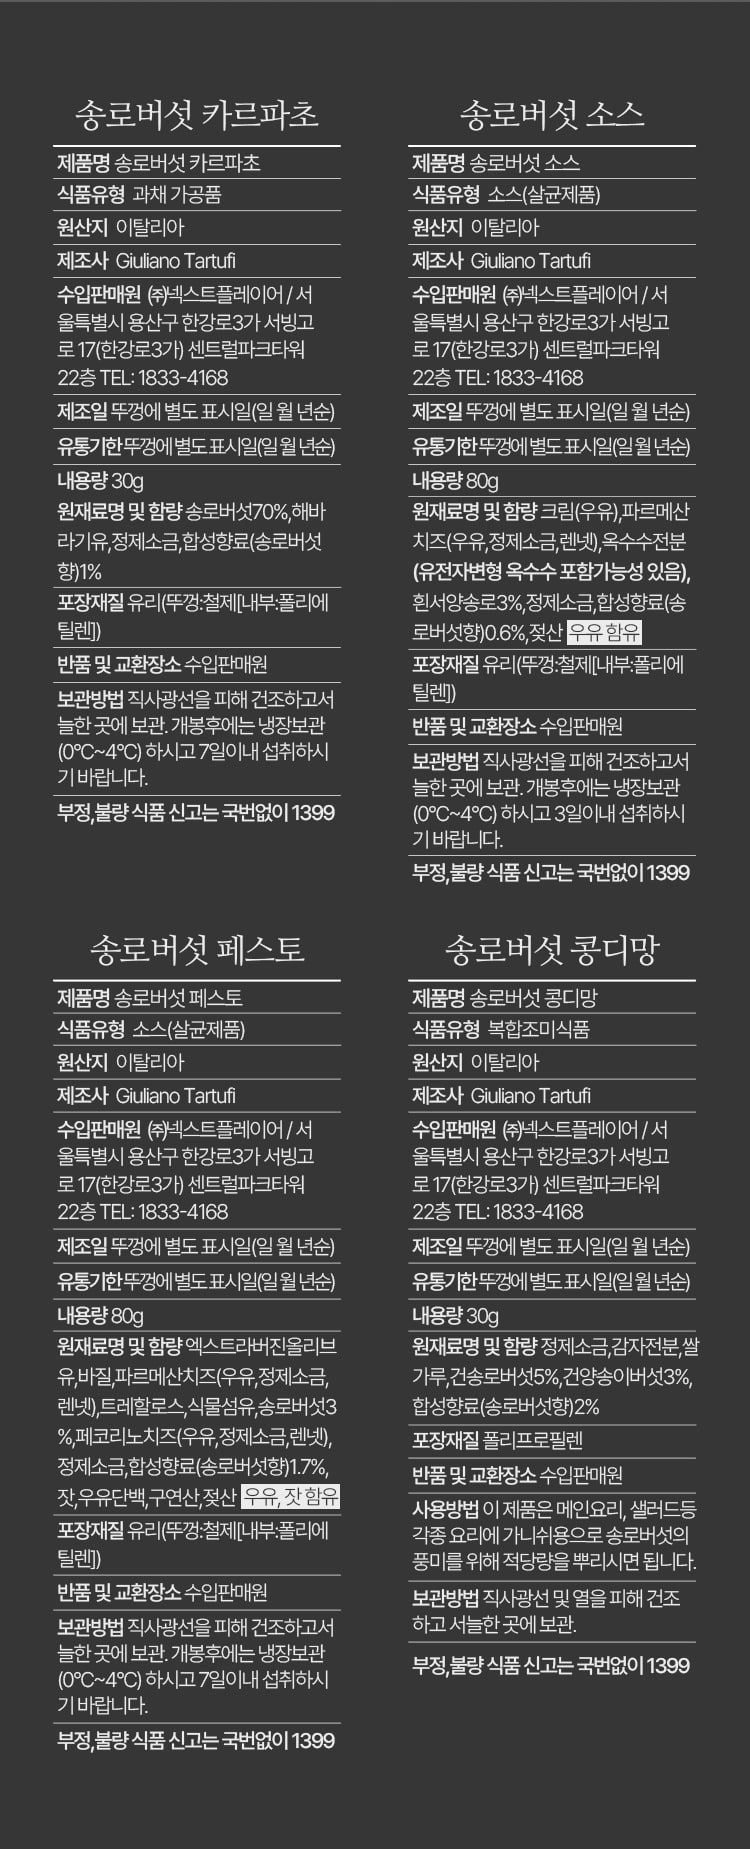 송로버섯 카르파초
제품명 송로버섯 카르파초
식품유형 과채 가공품
원산지 이탈리아
제조사 Giuliano Tartufi
수입판매원 ㈜넥스트플레이어 / 서
울특별시 용산구 한강로3가 서빙고
로 17(한강로3가) 센트럴파크타워
22층 TEL: 1833-4168
제조일 뚜껑에 별도 표시일(일 월 년순)
유통기한 뚜껑에 별도 표시일(일 월 년순)
내용량 30g
원재료명 및 함량 송로버섯70%,해바
라기유,정제소금,합성향료(송로버섯
향)1%
포장재질 유리(뚜껑:철제[내부:폴리에
틸렌])
반품 및 교환장소 수입판매원
보관방법 직사광선을 피해 건조하고서
늘한 곳에 보관. 개봉후에는 냉장보관
(0℃~4℃) 하시고 7일이내 섭취하시
기 바랍니다.
부정,불량 식품 신고는 국번없이 1399
송로버섯 소스
제품명 송로버섯 소스
식품유형 소스(살균제품)
원산지 이탈리아
제조사 Giuliano Tartufi
수입판매원 ㈜넥스트플레이어 / 서
울특별시 용산구 한강로3가 서빙고
로 17(한강로3가) 센트럴파크타워
22층 TEL: 1833-4168
제조일 뚜껑에 별도 표시일(일 월 년순)
유통기한 뚜껑에 별도 표시일(일 월 년순)
내용량 80g
원재료명 및 함량 크림(우유),파르메산
치즈(우유,정제소금,렌넷),옥수수전분
(유전자변형 옥수수 포함가능성 있음),
흰서양송로3%,정제소금,합성향료(송
로버섯향)0.6%,젖산 우유 함유
포장재질 유리(뚜껑:철제[내부:폴리에
틸렌])
반품 및 교환장소 수입판매원
보관방법 직사광선을 피해 건조하고서
늘한 곳에 보관. 개봉후에는 냉장보관
(0℃~4℃) 하시고 3일이내 섭취하시
기 바랍니다.
부정,불량 식품 신고는 국번없이 1399
송로버섯 페스토
제품명 송로버섯 페스토
식품유형 소스(살균제품)
원산지 이탈리아
제조사 Giuliano Tartufi
수입판매원 ㈜넥스트플레이어 / 서
울특별시 용산구 한강로3가 서빙고
로 17(한강로3가) 센트럴파크타워
22층 TEL: 1833-4168
제조일 뚜껑에 별도 표시일(일 월 년순)
유통기한 뚜껑에 별도 표시일(일 월 년순)
내용량 80g
원재료명 및 함량 엑스트라버진올리브
유,바질,파르메산치즈(우유,정제소금,
렌넷),트레할로스,식물섬유,송로버섯3
%,페코리노치즈(우유,정제소금,렌넷),
정제소금,합성향료(송로버섯향)1.7%,
잣,우유단백,구연산,젖산 우유, 잣 함유
포장재질 유리(뚜껑:철제[내부:폴리에
틸렌])
반품 및 교환장소 수입판매원
보관방법 직사광선을 피해 건조하고서
늘한 곳에 보관. 개봉후에는 냉장보관
(0℃~4℃) 하시고 7일이내 섭취하시
기 바랍니다.
부정,불량 식품 신고는 국번없이 1399
송로버섯 콩디망
제품명 송로버섯 콩디망
식품유형 복합조미식품
원산지 이탈리아
제조사 Giuliano Tartufi
수입판매원 ㈜넥스트플레이어 / 서
울특별시 용산구 한강로3가 서빙고
로 17(한강로3가) 센트럴파크타워
22층 TEL: 1833-4168
제조일 뚜껑에 별도 표시일(일 월 년순)
유통기한 뚜껑에 별도 표시일(일 월 년순)
내용량 30g
원재료명 및 함량 정제소금,감자전분,쌀
가루,건송로버섯5%,건양송이버섯3%,
합성향료(송로버섯향)2%
포장재질 폴리프로필렌
반품 및 교환장소 수입판매원
사용방법 이 제품은 메인요리, 샐러드등
각종 요리에 가니쉬용으로 송로버섯의
풍미를 위해 적당량을 뿌리시면 됩니다.
보관방법 직사광선 및 열을 피해 건조
하고 서늘한 곳에 보관.
부정,불량 식품 신고는 국번없이 1399